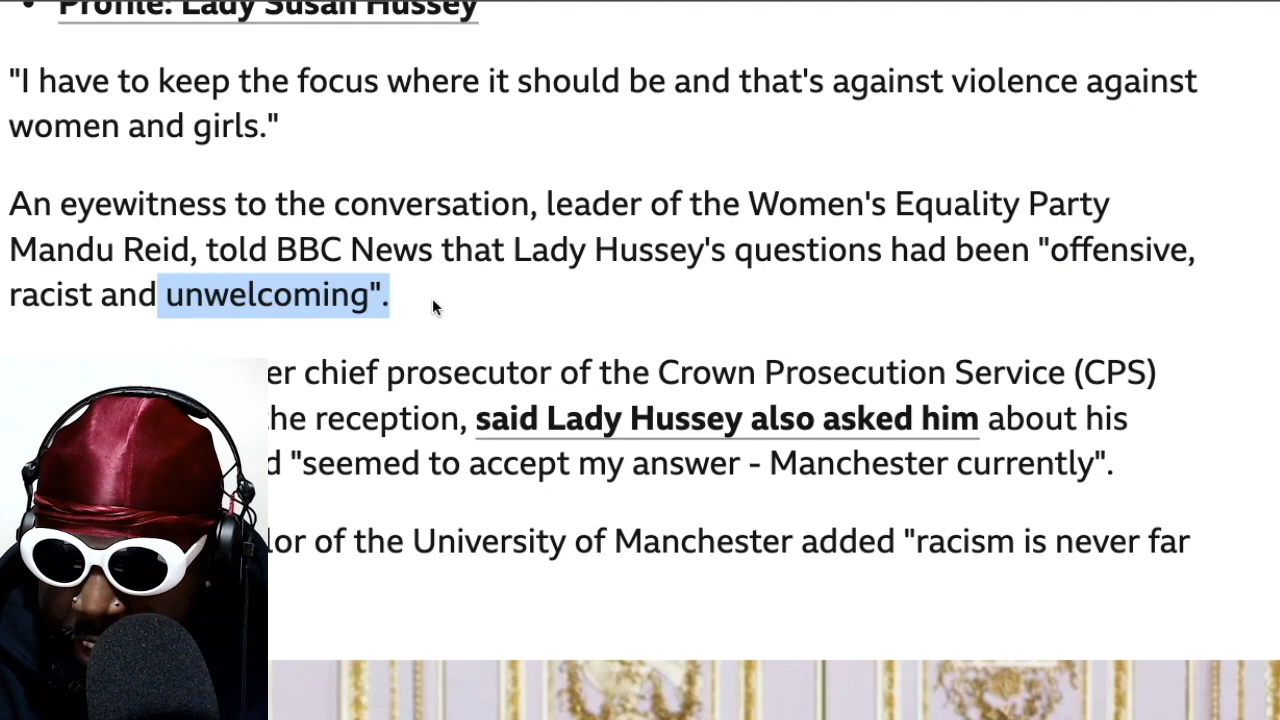 Profile: Lady Susan Hussey
"I have to keep the focus where it should be and that's against violence against
women and girls."
An eyewitness to the conversation, leader of the Women's Equality Party
Mandu Reid, told BBC News that Lady Hussey's questions had been "offensive,
racist and unwelcoming".
er chief prosecutor of the Crown Prosecution Service (CPS)
he reception, said Lady Hussey also asked him about his
d "seemed to accept my answer - Manchester currently".
lor of the University of Manchester added "racism is never far